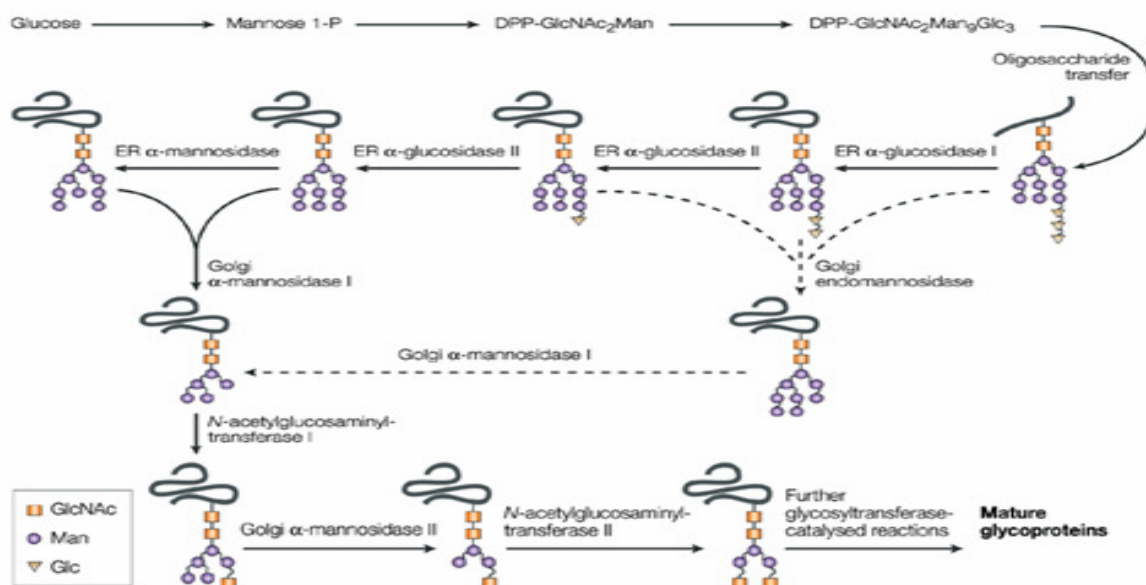 Glucose Mannose 1-P DPP-GlcNAc₂Man DPP-GlcNAc₂Man₉Glc₃
Oligosaccharide
transfer
ER α-mannosidase ER α-glucosidase II ER α-glucosidase II ER α-glucosidase I
Golgi
α-mannosidase I
Golgi
endomannosidase
Golgi α-mannosidase I
N-acetylglucosaminyl-
transferase I
GlcNAc
Man
Glc
Golgi α-mannosidase II
N-acetylglucosaminyl-
transferase II
Further
glycosyltransferase-
catalysed reactions
Mature
glycoproteins